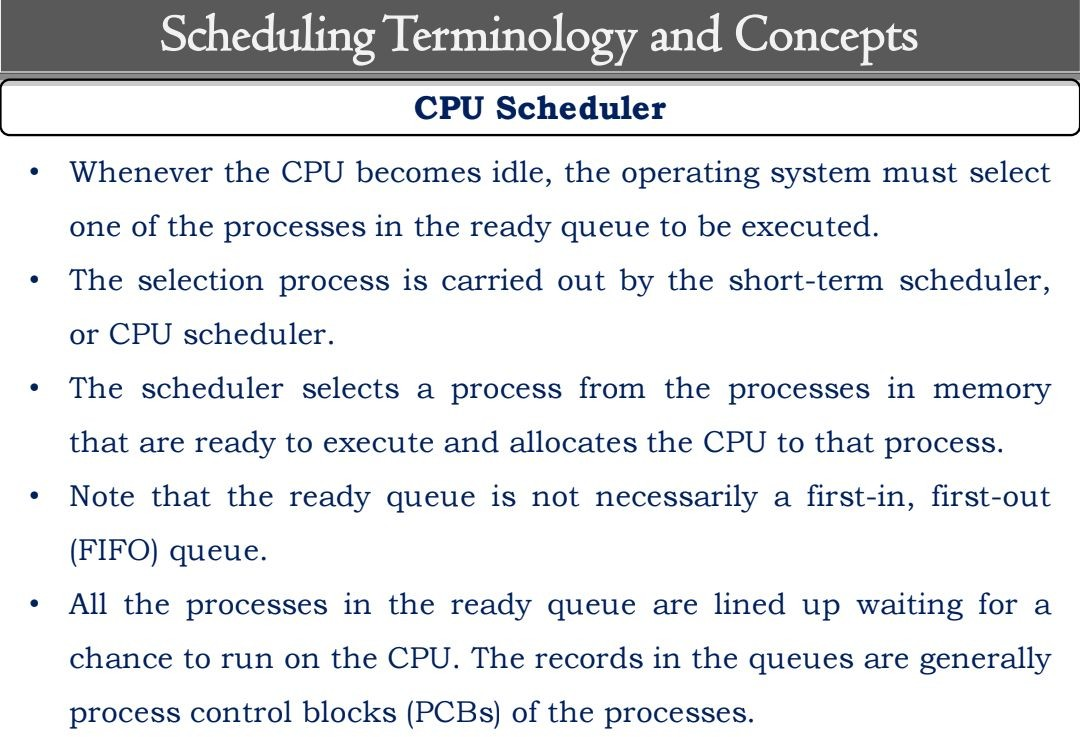 Scheduling Terminology and Concepts
CPU Scheduler
• Whenever the CPU becomes idle, the operating system must select
one of the processes in the ready queue to be executed.
• The selection process is carried out by the short-term scheduler,
or CPU scheduler.
• The scheduler selects a process from the processes in memory
that are ready to execute and allocates the CPU to that process.
• Note that the ready queue is not necessarily a first-in, first-out
(FIFO) queue.
• All the processes in the ready queue are lined up waiting for a
chance to run on the CPU. The records in the queues are generally
process control blocks (PCBs) of the processes.